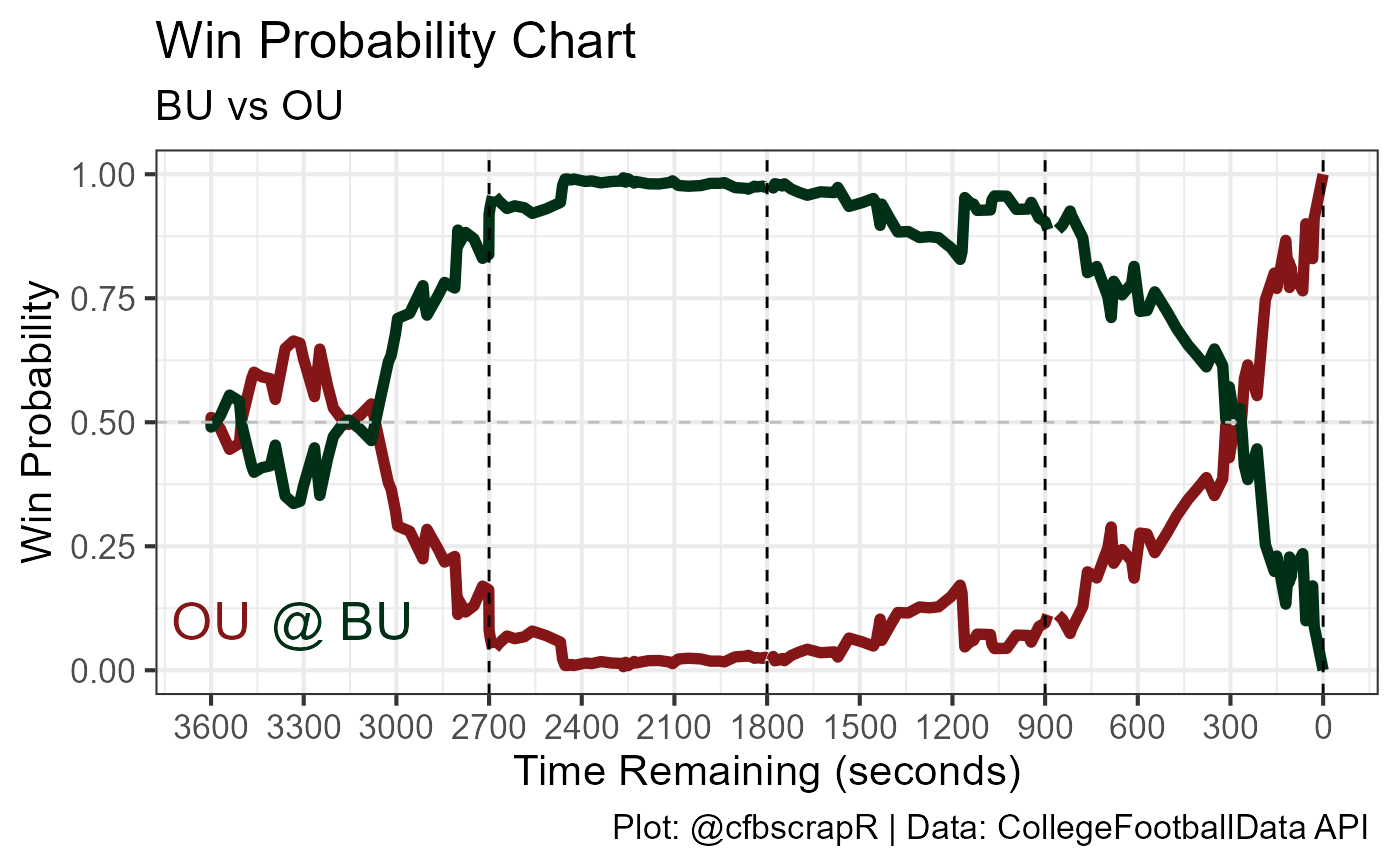 Win Probability Chart
BU vs OU
Win Probability
1.00
0.75
0.50
0.25
0.00
OU @ BU
3600 3300 3000 2700 2400 2100 1800 1500 1200 900 600 300 0
Time Remaining (seconds)
Plot: @cfbscrapR | Data: CollegeFootballData API